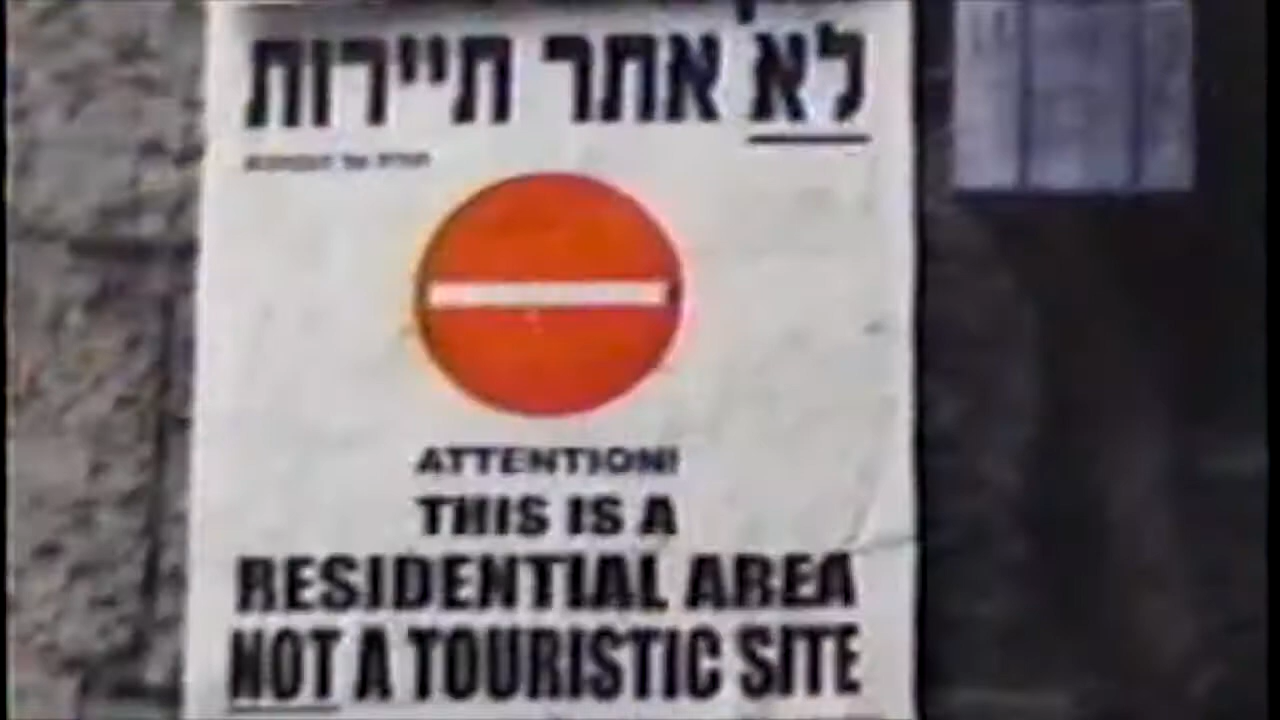 לא אתר תיירות
ATTENTION!
THIS IS A
RESIDENTIAL AREA
NOT A TOURISTIC SITE